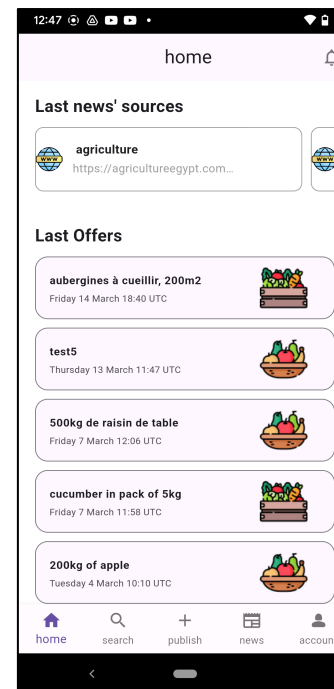 12:47
home
Last news' sources
agriculture
https://agricultureegypt.com...
www
www
Last Offers
aubergines à cueillir, 200m2
Friday 14 March 18:40 UTC
test5
Thursday 13 March 11:47 UTC
500kg de raisin de table
Friday 7 March 12:06 UTC
cucumber in pack of 5kg
Friday 7 March 11:58 UTC
200kg of apple
Tuesday 4 March 10:10 UTC
home search publish news accoun